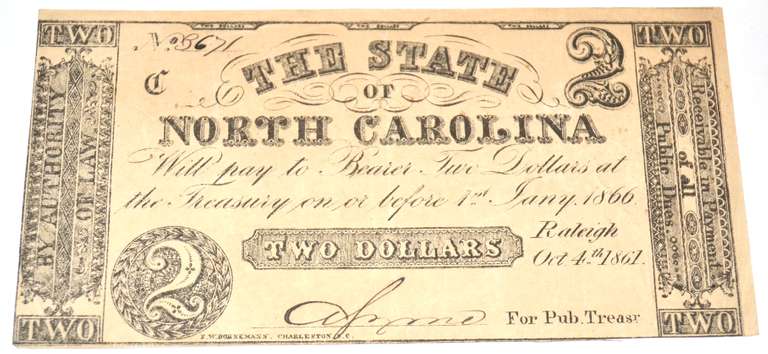 TWO TWO
No. 3671
C
THE STATE 2
OF
NORTH CAROLINA
Will pay to Bearer Two Dollars at
the Treasury on or before 1st Jany. 1866.
Raleigh
TWO DOLLARS
Oct 4th 1861.
2
For Pub. Treasr
F. W. BORNEMANN, CHARLESTON, S.C.
BY AUTHORITY
OF LAW
Receivable in Payment
of all
Public Dues
TWO TWO